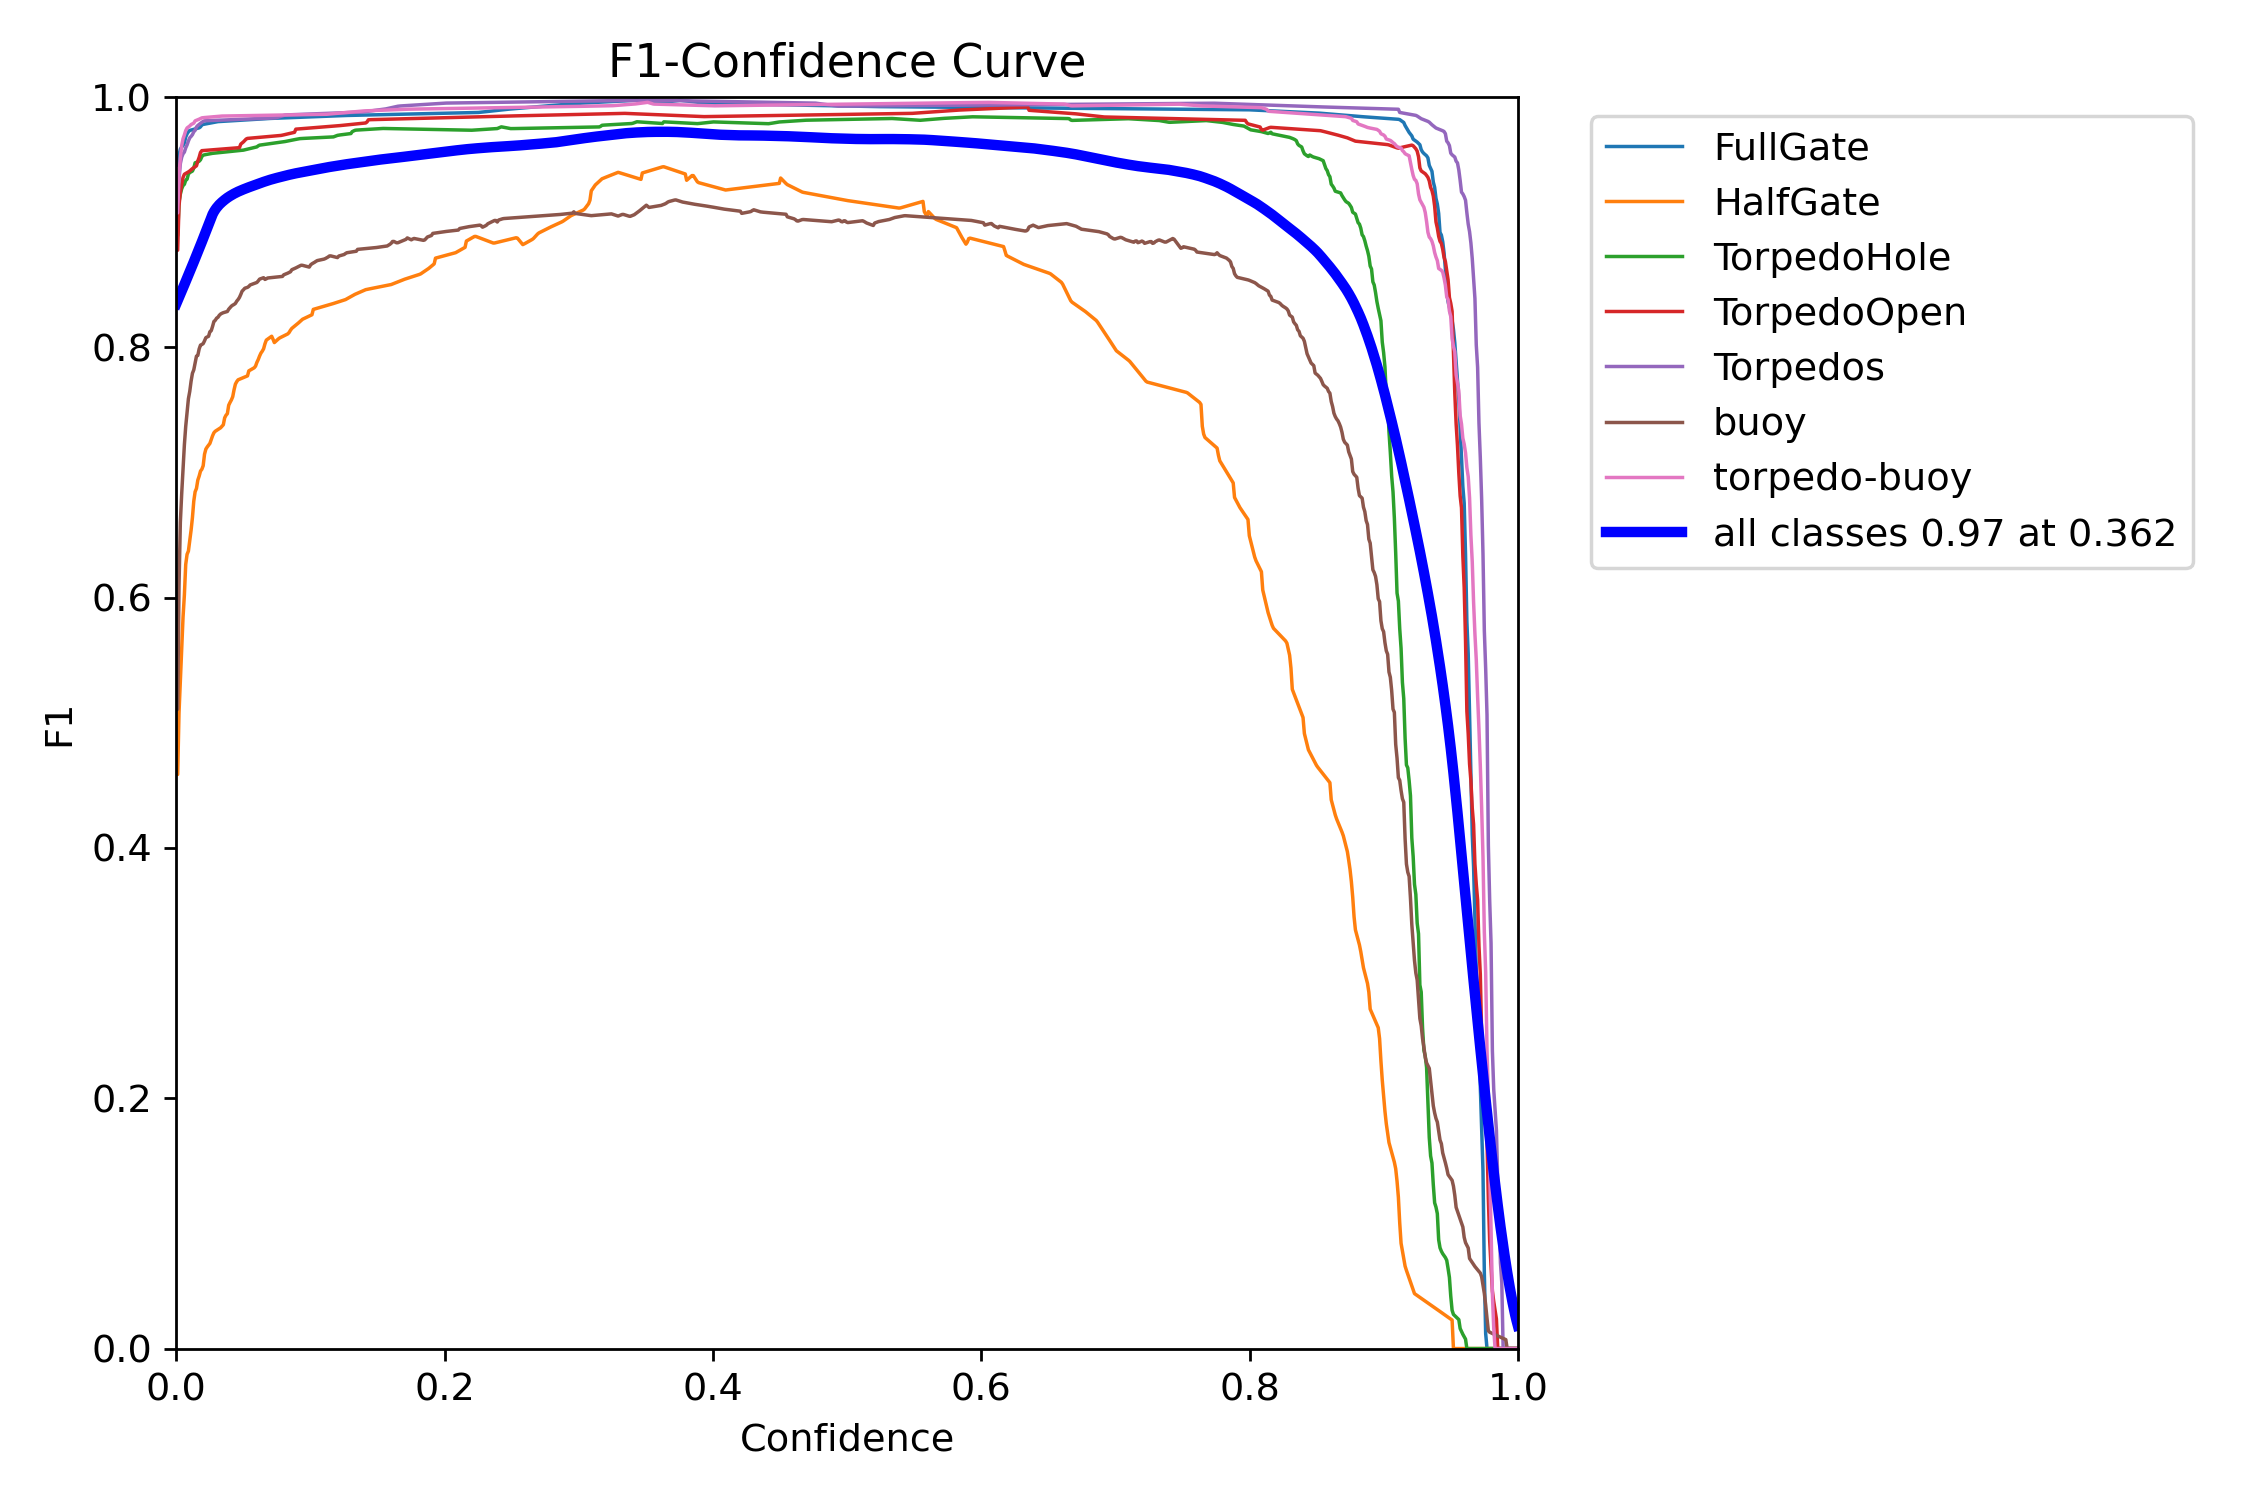 F1-Confidence Curve
1.0
0.8
0.6
0.4
0.2
0.0
F1
0.0 0.2 0.4 0.6 0.8 1.0
Confidence
FullGate
HalfGate
TorpedoHole
TorpedoOpen
Torpedos
buoy
torpedo-buoy
all classes 0.97 at 0.362